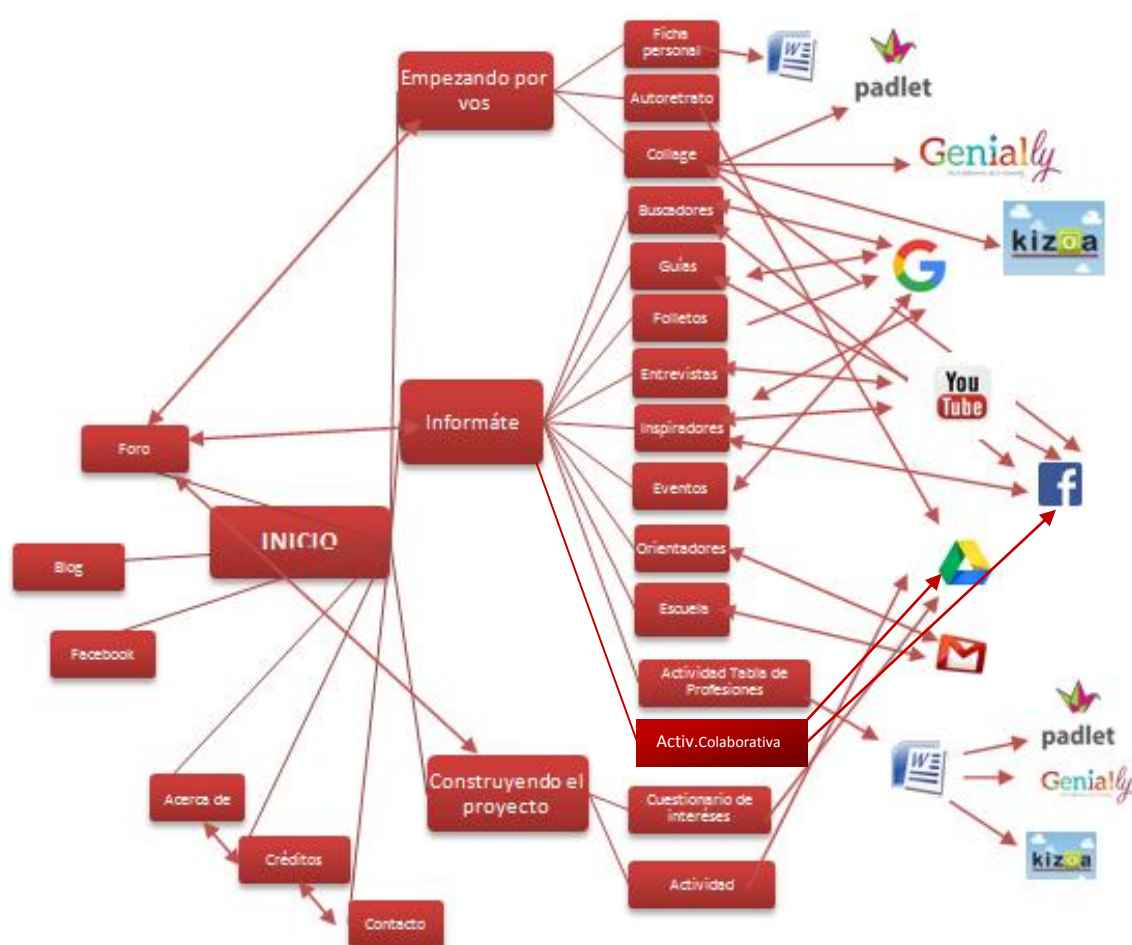 Ficha
personal
W
padlet
Empezando por
vos
Autoretrato
Collage
Genially
Buscadores
kizoa
Guías
G
Folletos
Entrevistas
You
Tube
Informáte
Inspiradores
Foro
Eventos
f
INICIO
Orientadores
Blog
Escuela
Facebook
M
Actividad Tabla de
Profesiones
padlet
Activ.Colaborativa
W
Genially
Construyendo el
proyecto
Acerca de
Cuestionario de
interéses
Créditos
kizoa
Actividad
Contacto